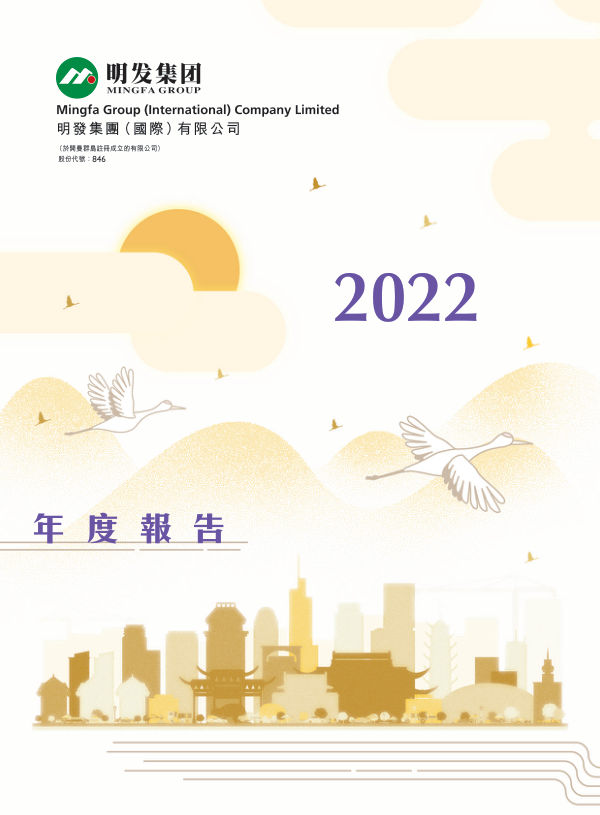 明发集团
MINGFA GROUP
Mingfa Group (International) Company Limited
明發集團（國際）有限公司
（於開曼群島註冊成立的有限公司）
股份代號：846
2022
年度報告